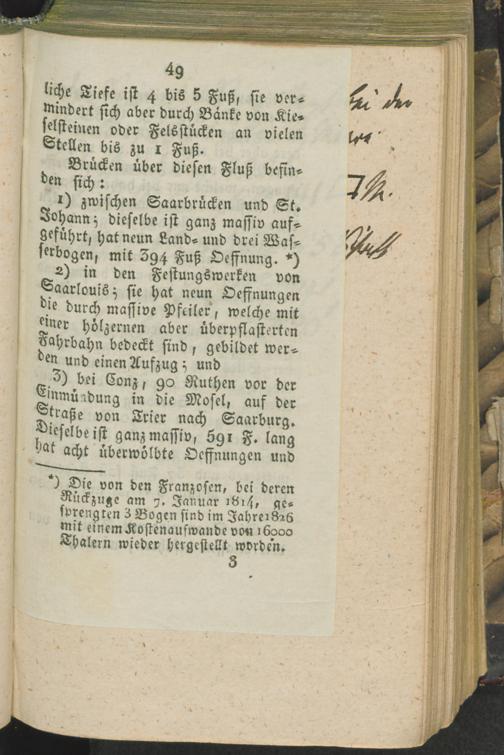 49
liche Tiefe ist 4 bis 5 Fuß, sie ver-
mindert sich aber durch Bänke von Kie-
selsteinen oder Felsstücken an vielen
Stellen bis zu 1 Fuß.
Brücken über diesen Fluß befin-
den sich:
1) zwischen Saarbrücken und St.
Johann; dieselbe ist ganz massiv auf-
geführt, hat neun Land- und drei Was-
serbogen, mit 394 Fuß Oeffnung. *)
2) in den Festungswerken von
Saarlouis; sie hat neun Oeffnungen
die durch massive Pfeiler, welche mit
einer hölzernen aber überpflasterten
Fahrbahn bedeckt sind, gebildet wer-
den und einen Aufzug; und
3) bei Conz, 90 Ruthen vor der
Einmündung in die Mosel, auf der
Straße von Trier nach Saarburg.
Dieselbe ist ganz massiv, 591 F. lang
hat acht überwölbte Oeffnungen und
*) Die von den Franzosen, bei deren
Rückzuge am 7. Januar 1814, ge-
sprengten 3 Bogen sind im Jahre 1826
mit einem Kostenaufwande von 16000
Thalern wieder hergestellt worden.
3
bei der